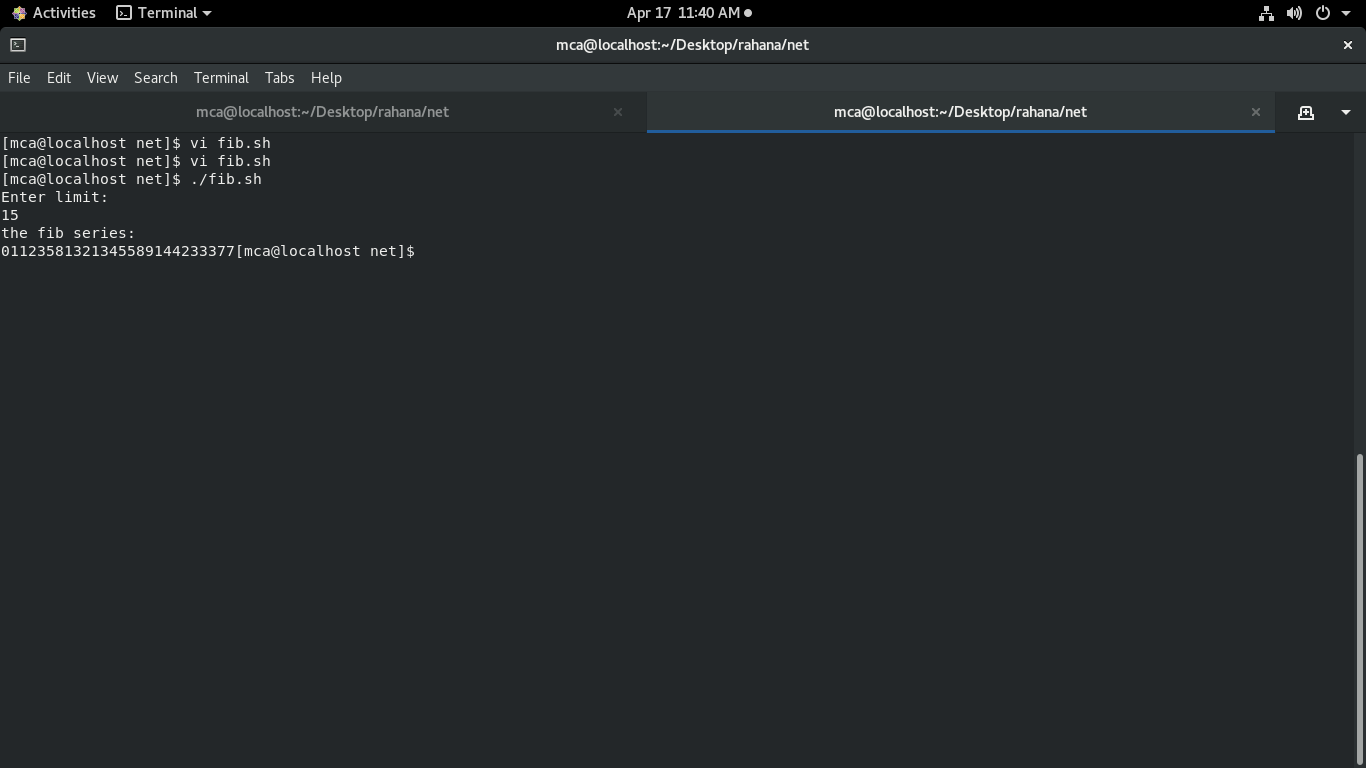 Activities Terminal Apr 17 11:40 AM
mca@localhost:~/Desktop/rahana/net
File Edit View Search Terminal Tabs Help
mca@localhost:~/Desktop/rahana/net mca@localhost:~/Desktop/rahana/net
[mca@localhost net]$ vi fib.sh
[mca@localhost net]$ vi fib.sh
[mca@localhost net]$ ./fib.sh
Enter limit:
15
the fib series:
01123581321345589144233377[mca@localhost net]$